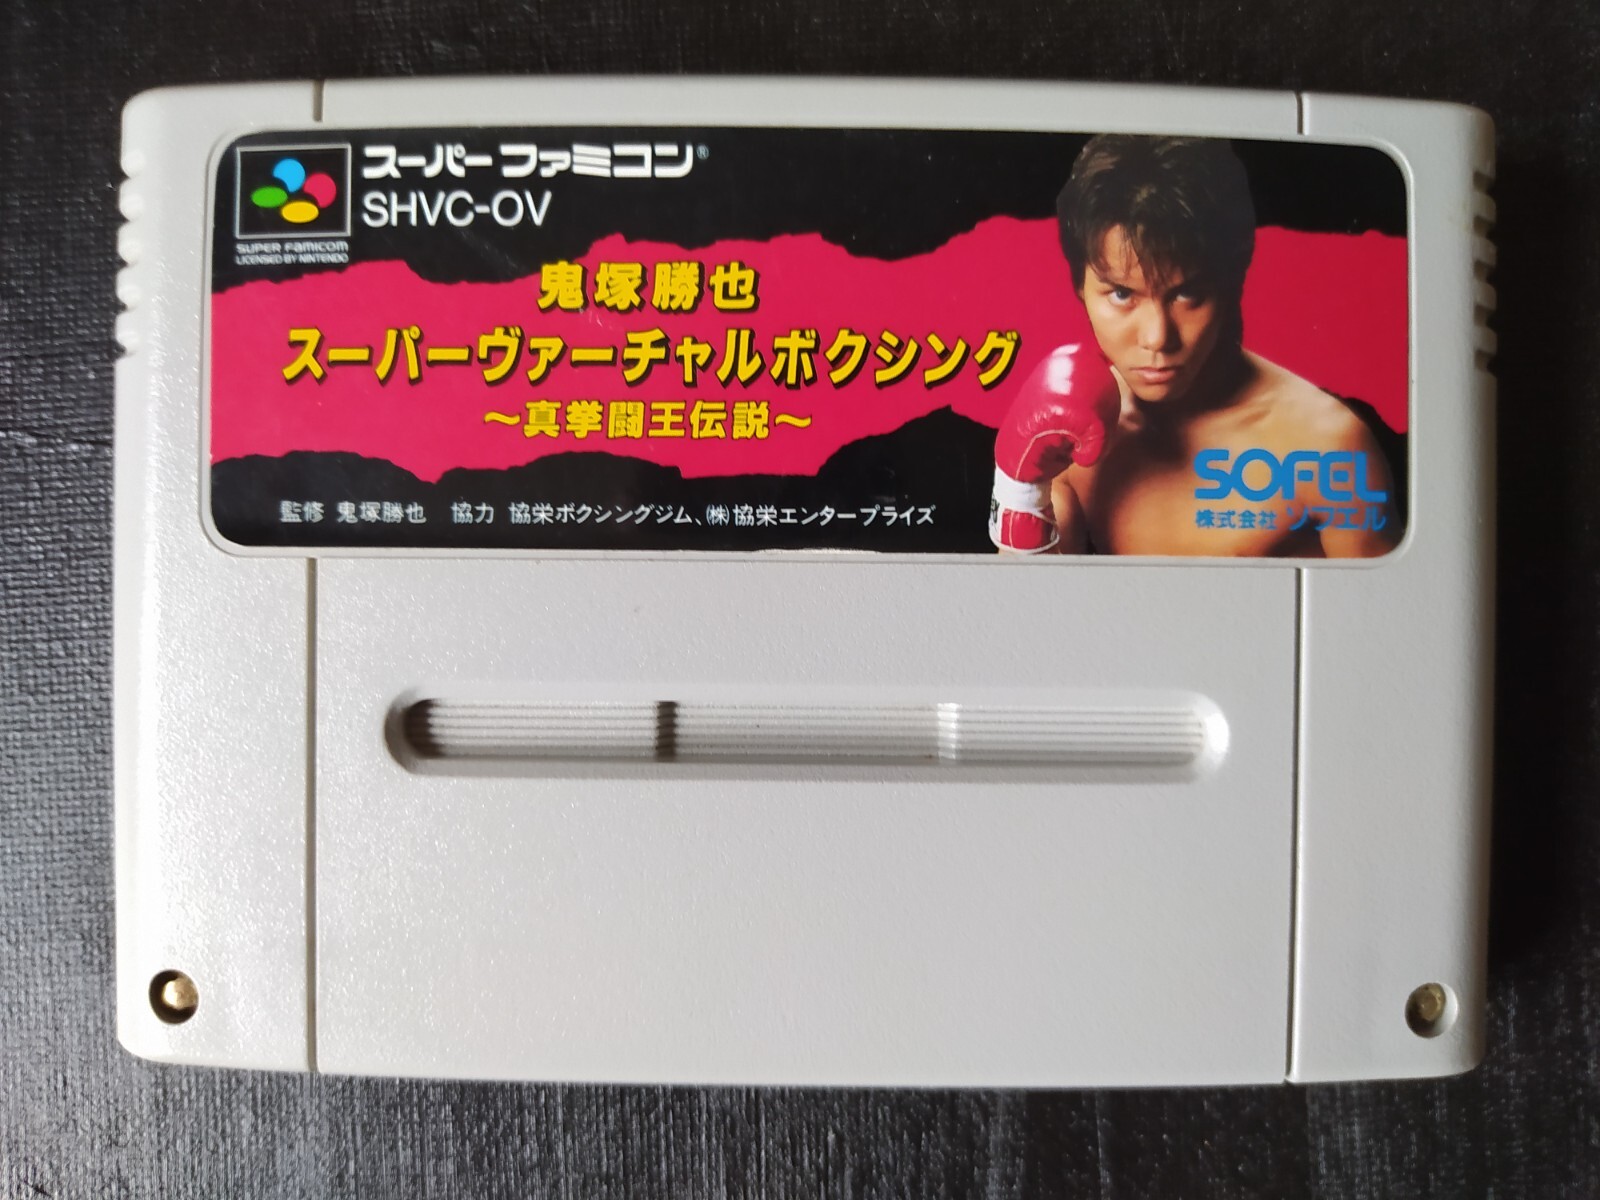 スーパーファミコン®
SHVC-OV
SUPER Famicom
LICENSED BY NINTENDO
鬼塚勝也
スーパーヴァーチャルボクシング
～真拳闘王伝説～
監修 鬼塚勝也 協力 協栄ボクシングジム、㈱協栄エンタープライズ
SOFEL
株式会社 ソフエル